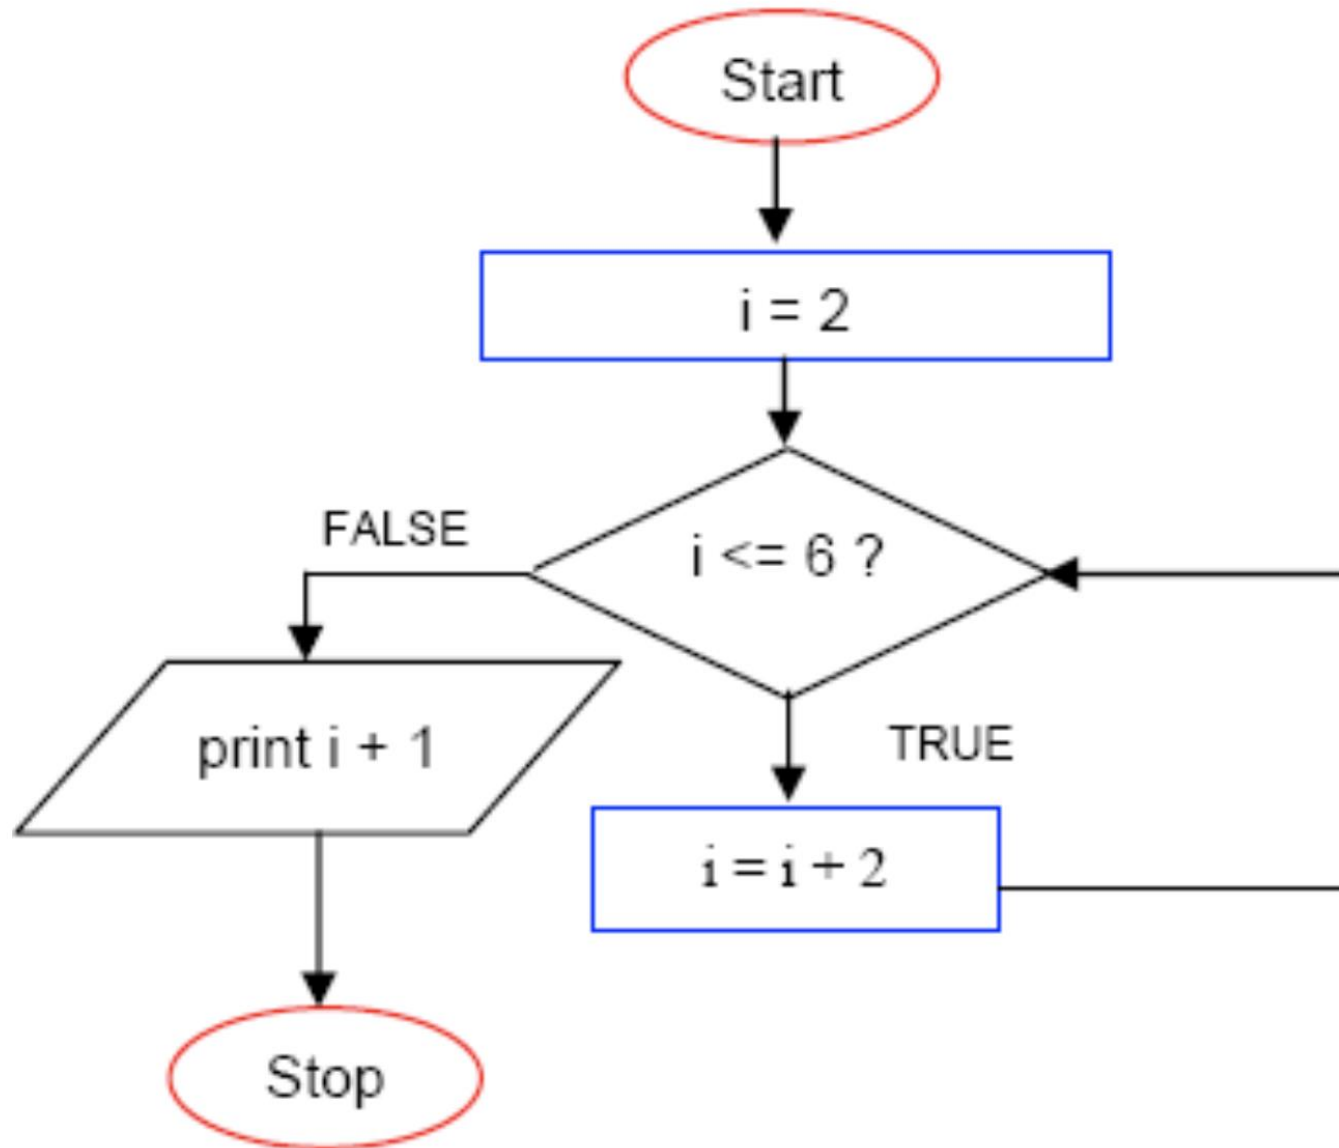 Start
i = 2
i <= 6 ?
FALSE
TRUE
print i + 1
i = i + 2
Stop